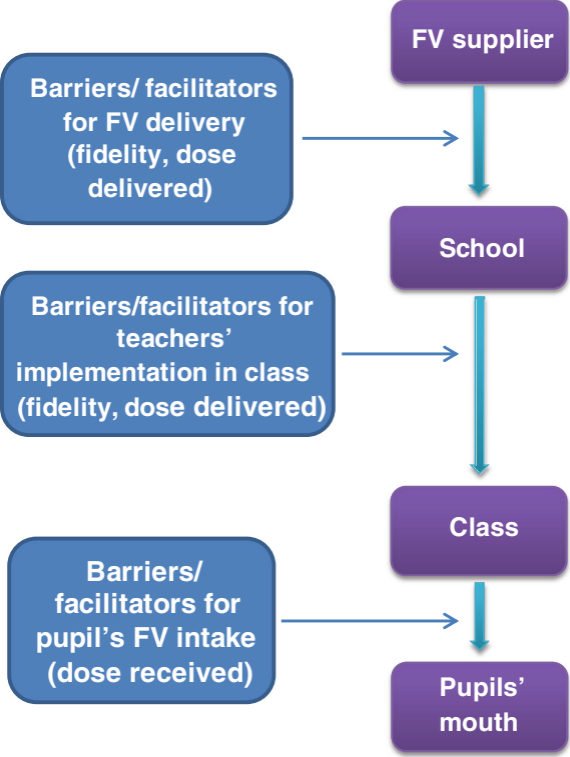 FV supplier
Barriers/ facilitators
for FV delivery
(fidelity, dose
delivered)
School
Barriers/facilitators for
teachers’
implementation in class
(fidelity, dose delivered)
Class
Barriers/
facilitators for
pupil’s FV intake
(dose received)
Pupils’
mouth